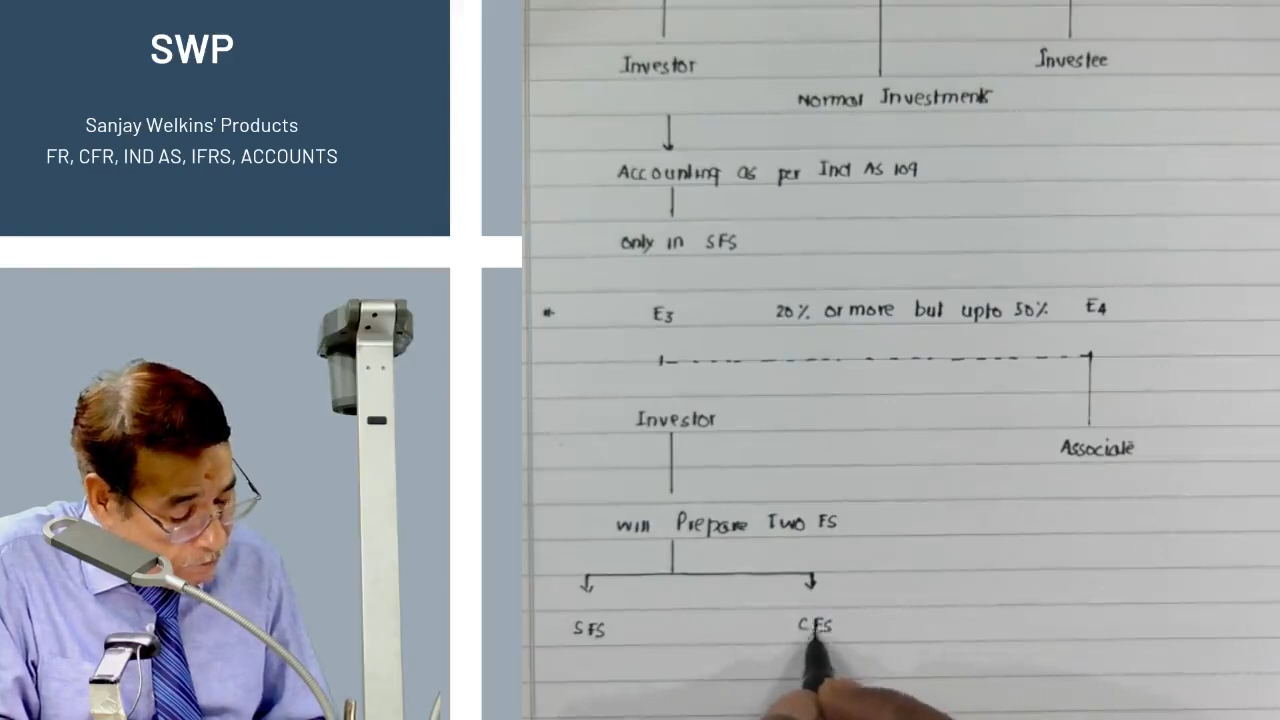 SWP
Sanjay Welkins' Products
FR, CFR, IND AS, IFRS, ACCOUNTS
Investor
Investee
Normal Investment
Accounting as per Ind AS 109
only in SFS
* E3 20% or more but upto 50% E4
Investor
Associate
will Prepare Two FS
SFS CFS